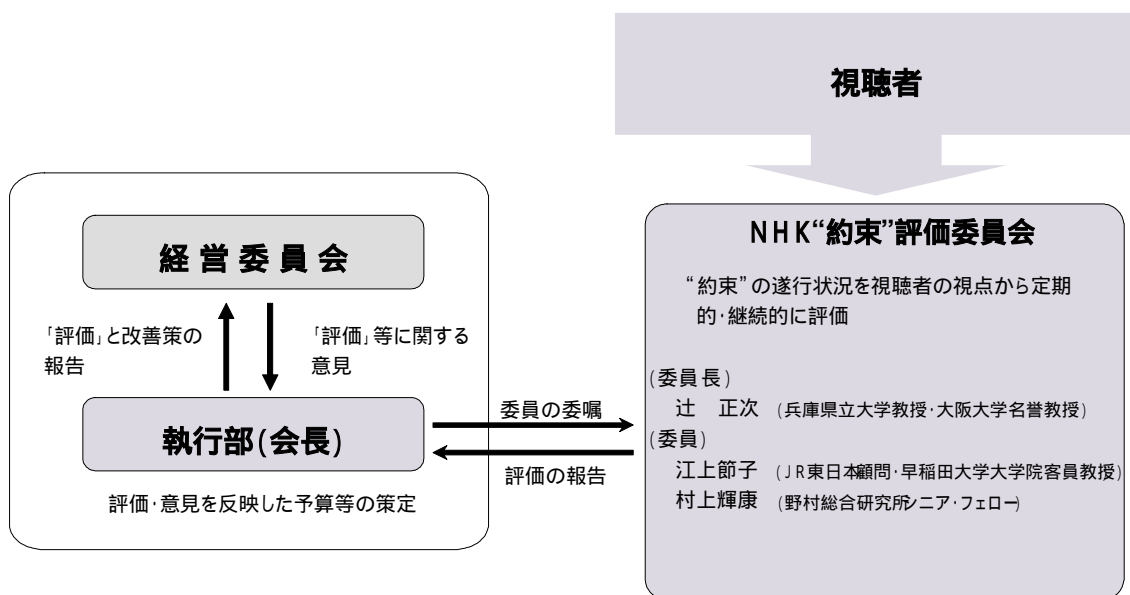 視聴者
経営委員会
「評価」と改善策の
報告
「評価」等に関する
意見
執行部(会長)
評価・意見を反映した予算等の策定
委員の委嘱
評価の報告
NHK“約束”評価委員会
“約束”の遂行状況を視聴者の視点から定期
的・継続的に評価
(委員長)
辻 正次 (兵庫県立大学教授・大阪大学名誉教授)
(委員)
江上節子 (JR東日本顧問・早稲田大学大学院客員教授)
村上輝康 (野村総合研究所シニア・フェロー)